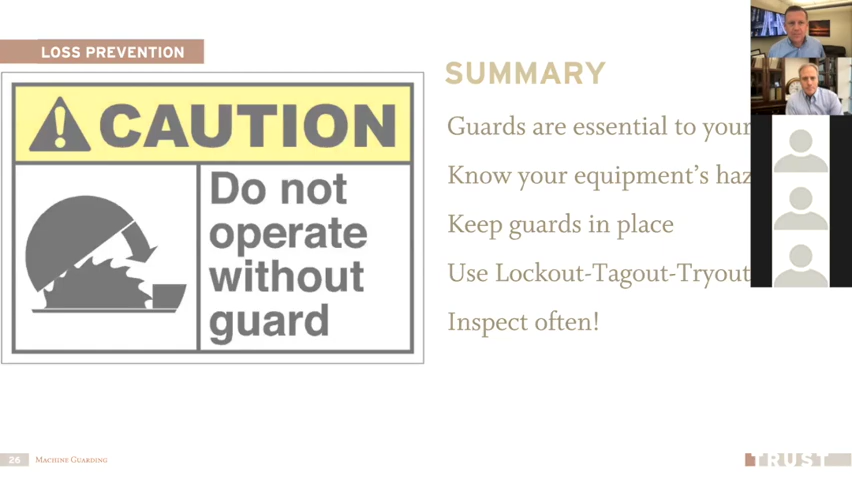 LOSS PREVENTION
CAUTION
Do not
operate
without
guard
SUMMARY
Guards are essential to your
Know your equipment's haz
Keep guards in place
Use Lockout-Tagout-Tryout
Inspect often!
26 MACHINE GUARDING
TRUST